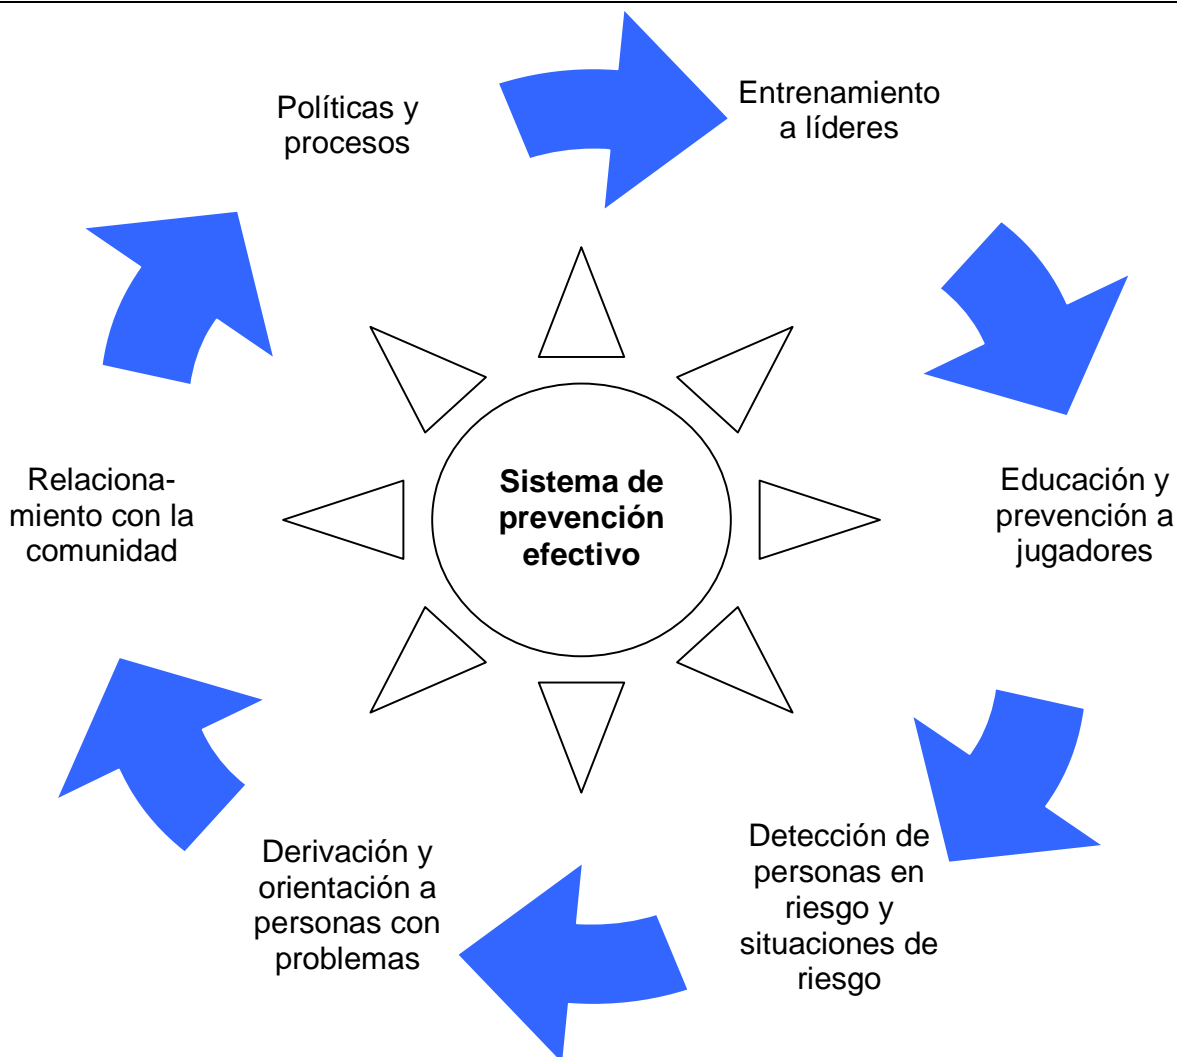 Políticas y
procesos
Entrenamiento
a líderes
Educación y
prevención a
jugadores
Detección de
personas en
riesgo y
situaciones de
riesgo
Derivación y
orientación a
personas con
problemas
Relaciona-
miento con la
comunidad
Sistema de
prevención
efectivo